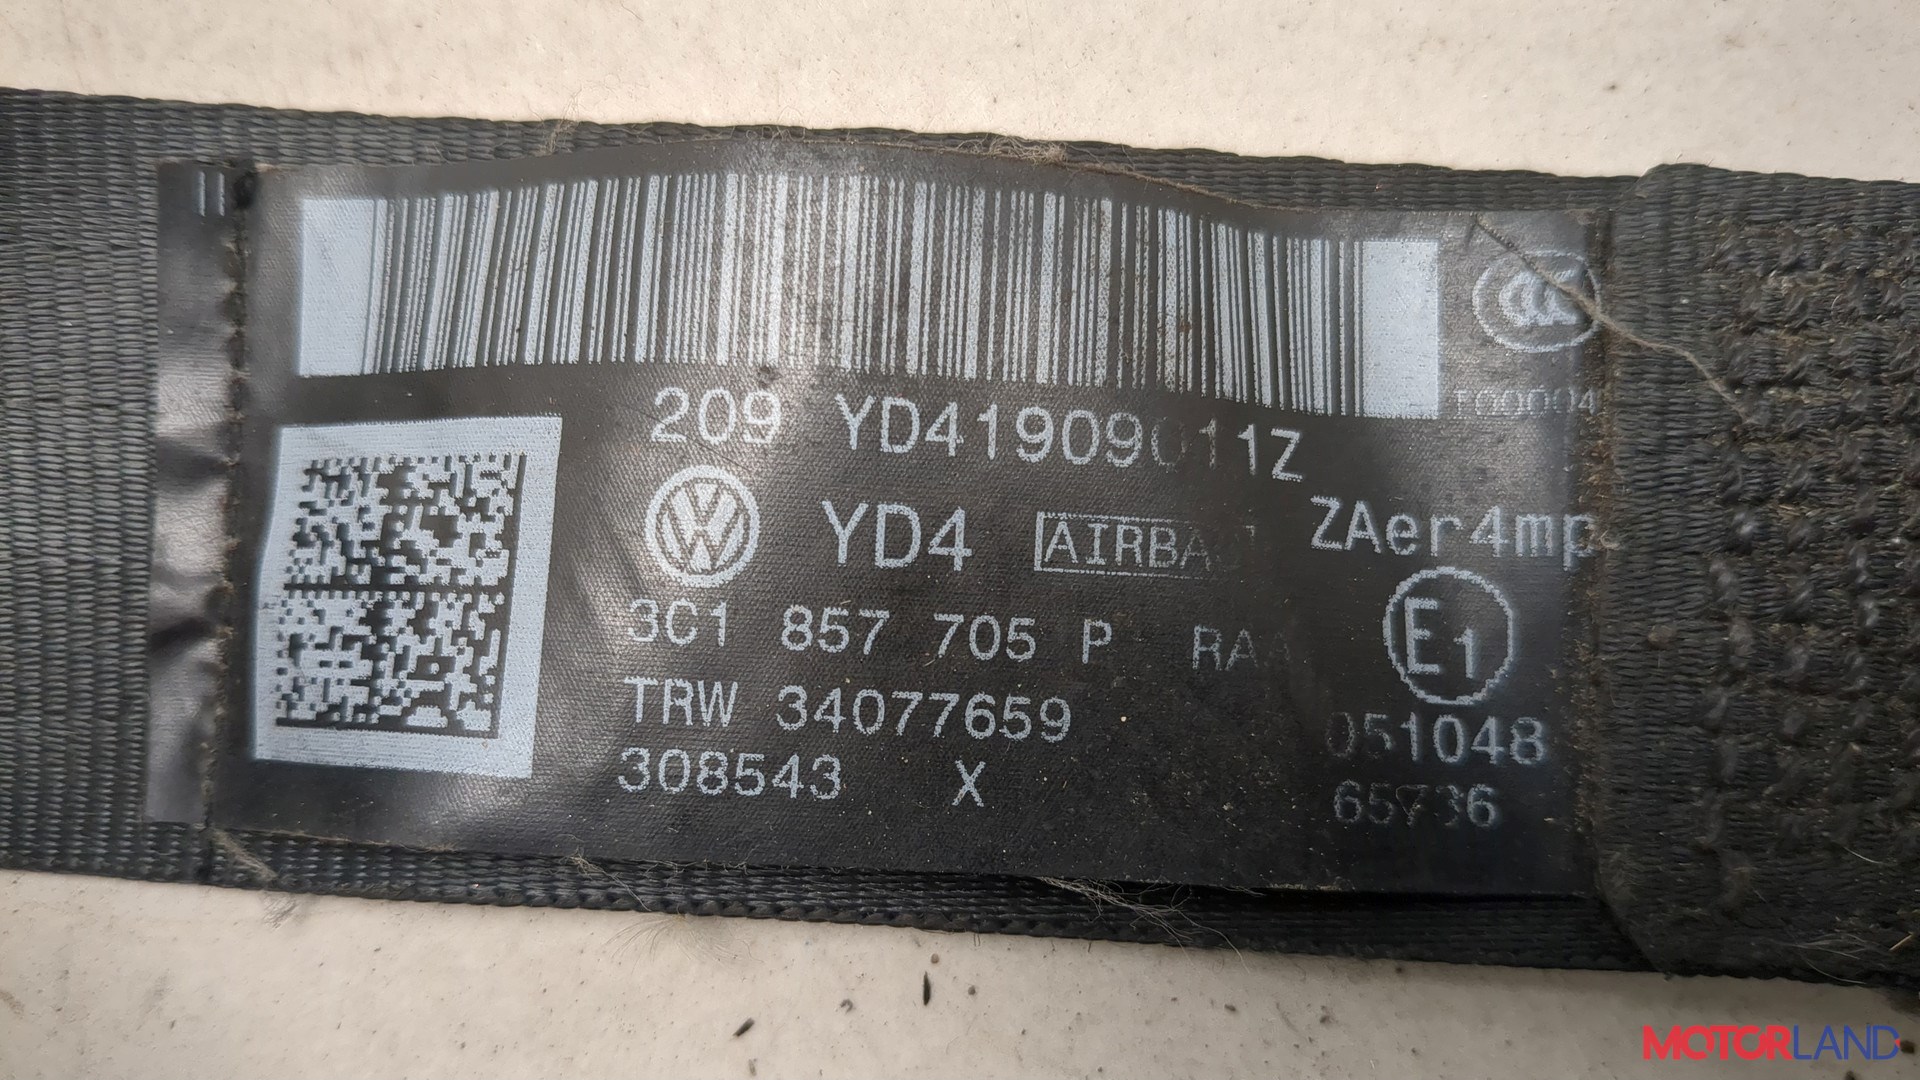 209 YD41909011Z
YD4 AIRBAG ZAer4mp
3C1 857 705 P RAA
E1
TRW 34077659
051048
308543 X
65736
MOTORLAND